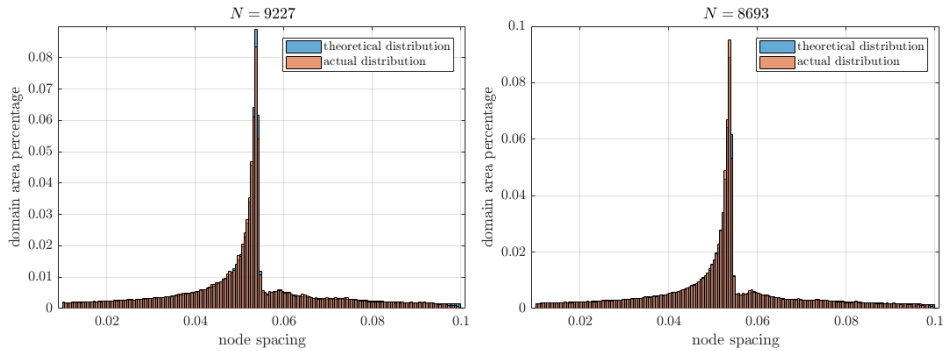 N = 9227
theoretical distribution
actual distribution
0.08
0.07
0.06
0.05
0.04
0.03
0.02
0.01
0
0.02
0.04
0.06
0.08
0.1
domain area percentage
node spacing
N = 8693
theoretical distribution
actual distribution
0.1
0.08
0.06
0.04
0.02
0
0.02
0.04
0.06
0.08
0.1
domain area percentage
node spacing